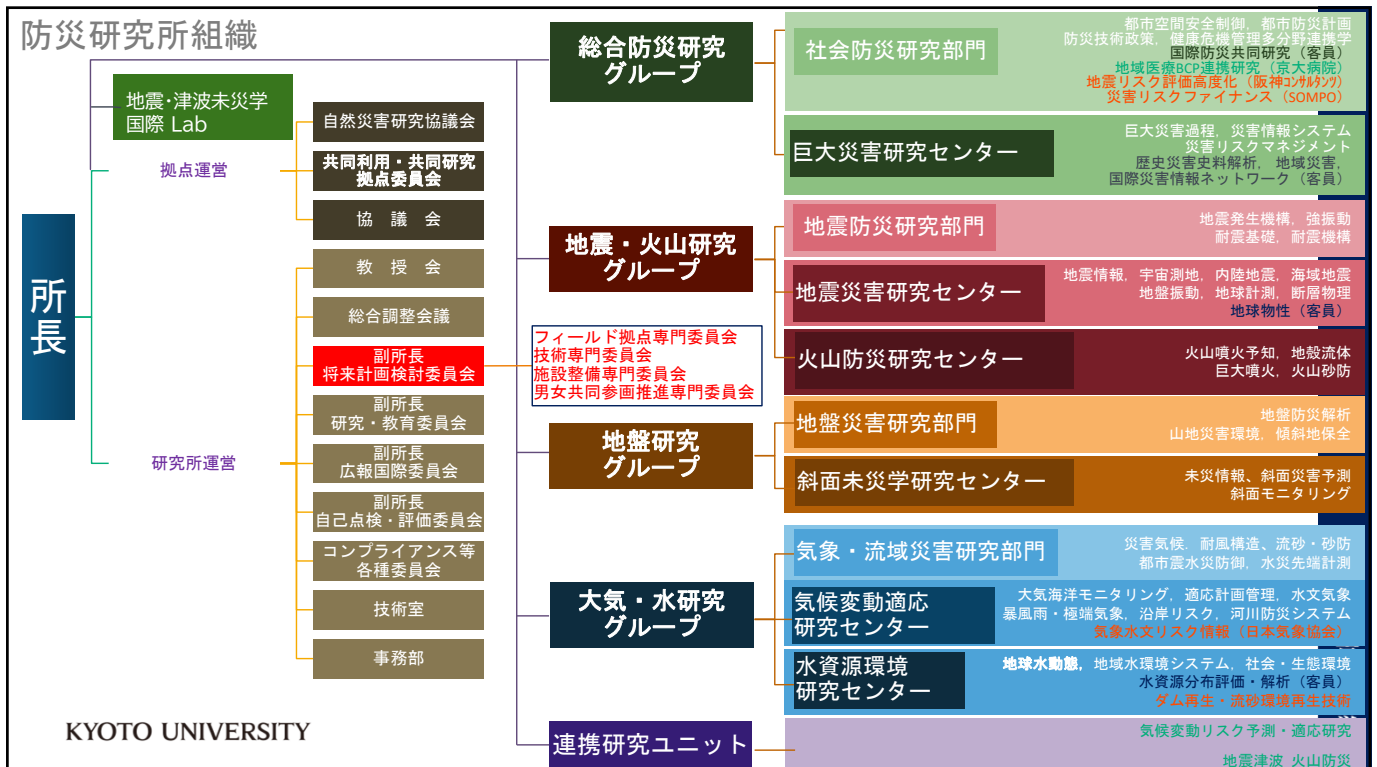 防災研究所組織
所長
地震・津波未災学
国際 Lab
拠点運営
自然災害研究協議会
共同利用・共同研究
拠点委員会
協 議 会
研究所運営
教 授 会
総合調整会議
副所長
将来計画検討委員会
フィールド拠点専門委員会
技術専門委員会
施設整備専門委員会
男女共同参画推進専門委員会
副所長
研究・教育委員会
副所長
広報国際委員会
副所長
自己点検・評価委員会
コンプライアンス等
各種委員会
技術室
事務部
総合防災研究
グループ
社会防災研究部門
都市空間安全制御, 都市防災計画
防災技術政策, 健康危機管理多分野連携学
国際防災共同研究（客員）
地域医療BCP連携研究（京大病院）
地震リスク評価高度化（阪神ｺﾝｻﾙﾀﾝﾂ）
災害リスクファイナンス（SOMPO）
巨大災害研究センター
巨大災害過程, 災害情報システム
災害リスクマネジメント
歴史災害史料解析, 地域災害,
国際災害情報ネットワーク（客員）
地震・火山研究
グループ
地震防災研究部門
地震発生機構, 強振動
耐震基礎, 耐震機構
地震災害研究センター
地震情報, 宇宙測地, 内陸地震, 海域地震
地盤振動, 地球計測, 断層物理
地球物性（客員）
火山防災研究センター
火山噴火予知, 地殻流体
巨大噴火, 火山砂防
地盤研究
グループ
地盤災害研究部門
地盤防災解析
山地災害環境, 傾斜地保全
斜面未災学研究センター
未災情報、斜面災害予測
斜面モニタリング
大気・水研究
グループ
気象・流域災害研究部門
災害気候, 耐風構造、流砂・砂防
都市震水災防御, 水災先端計測
気候変動適応
研究センター
大気海洋モニタリング, 適応計画管理, 水文気象
暴風雨・極端気象, 沿岸リスク, 河川防災システム
気象水文リスク情報（日本気象協会）
水資源環境
研究センター
地球水動態, 地域水環境システム, 社会・生態環境
水資源分布評価・解析（客員）
ダム再生・流砂環境再生技術
連携研究ユニット
気候変動リスク予測・適応研究
地震津波 火山防災
KYOTO UNIVERSITY